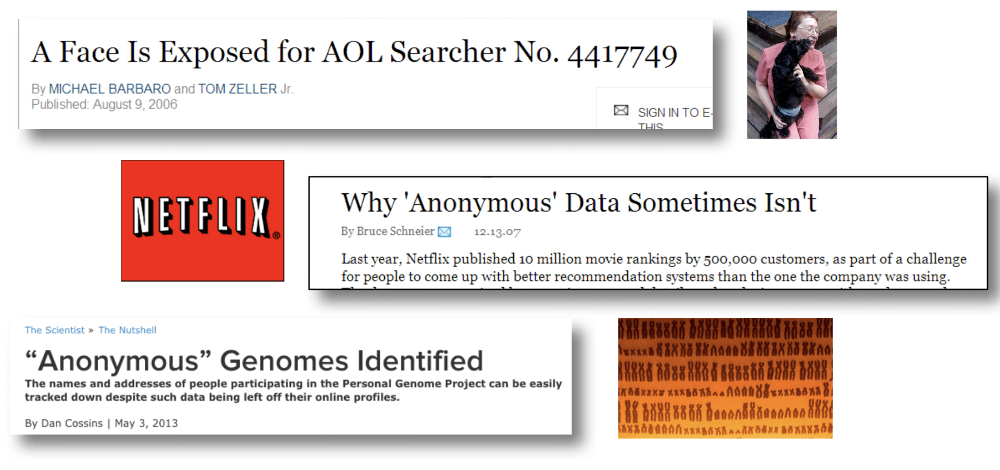 A Face Is Exposed for AOL Searcher No. 4417749
By MICHAEL BARBARO and TOM ZELLER Jr.
Published: August 9, 2006
SIGN IN TO E-
THIS
NETFLIX®
Why 'Anonymous' Data Sometimes Isn't
By Bruce Schneier 12.13.07
Last year, Netflix published 10 million movie rankings by 500,000 customers, as part of a challenge
for people to come up with better recommendation systems than the one the company was using.
The Scientist » The Nutshell
“Anonymous” Genomes Identified
The names and addresses of people participating in the Personal Genome Project can be easily
tracked down despite such data being left off their online profiles.
By Dan Cossins | May 3, 2013